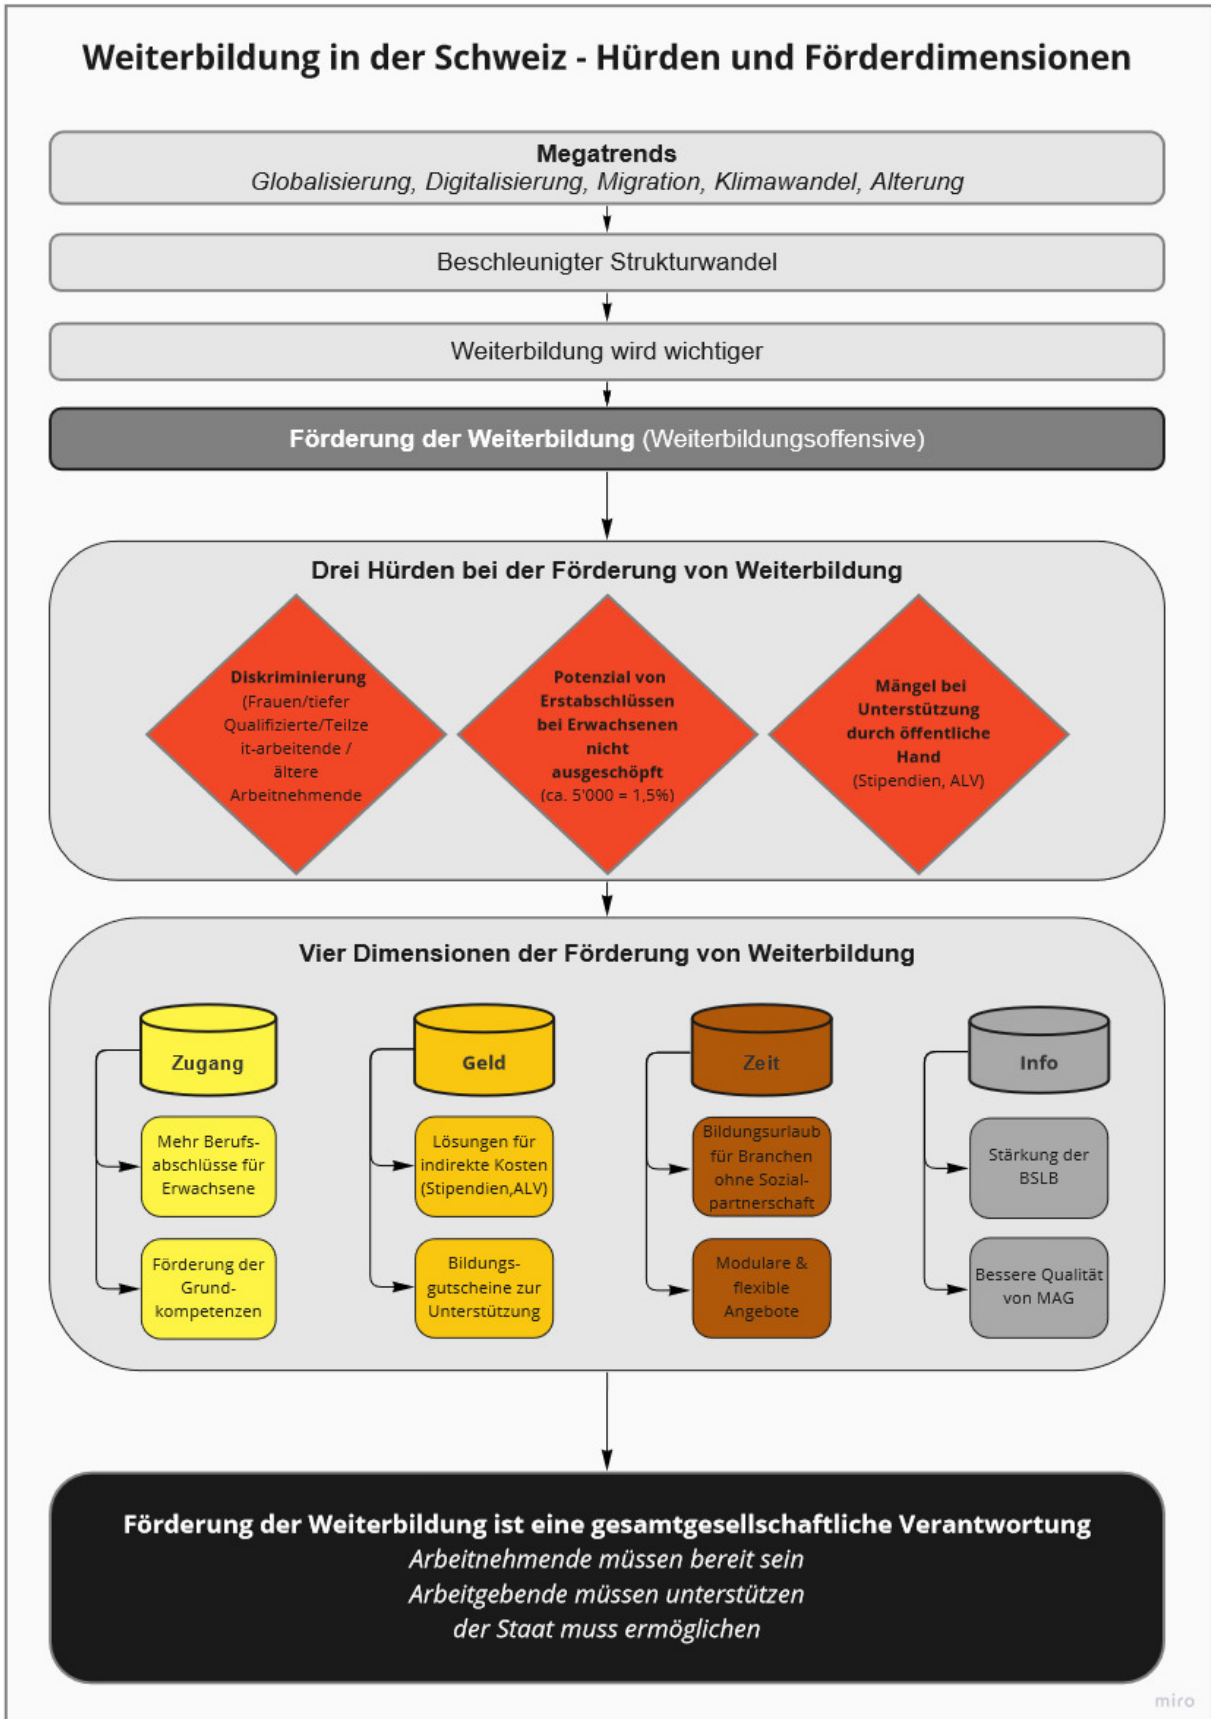 Weiterbildung in der Schweiz - Hürden und Förderdimensionen
Megatrends
Globalisierung, Digitalisierung, Migration, Klimawandel, Alterung
Beschleunigter Strukturwandel
Weiterbildung wird wichtiger
Förderung der Weiterbildung (Weiterbildungsoffensive)
Drei Hürden bei der Förderung von Weiterbildung
Diskriminierung
(Frauen/tiefer
Qualifizierte/Teilze
it-arbeitende /
ältere
Arbeitnehmende
Potenzial von
Erstabschlüssen
bei Erwachsenen
nicht
ausgeschöpft
(ca. 5'000 = 1,5%)
Mängel bei
Unterstützung
durch öffentliche
Hand
(Stipendien, ALV)
Vier Dimensionen der Förderung von Weiterbildung
Zugang
Mehr Berufs-
abschlüsse für
Erwachsene
Förderung der
Grund-
kompetenzen
Geld
Lösungen für
indirekte Kosten
(Stipendien,ALV)
Bildungs-
gutscheine zur
Unterstützung
Zeit
Bildungsurlaub
für Branchen
ohne Sozial-
partnerschaft
Modulare &
flexible
Angebote
Info
Stärkung der
BSLB
Bessere Qualität
von MAG
Förderung der Weiterbildung ist eine gesamtgesellschaftliche Verantwortung
Arbeitnehmende müssen bereit sein
Arbeitgebende müssen unterstützen
der Staat muss ermöglichen
miro